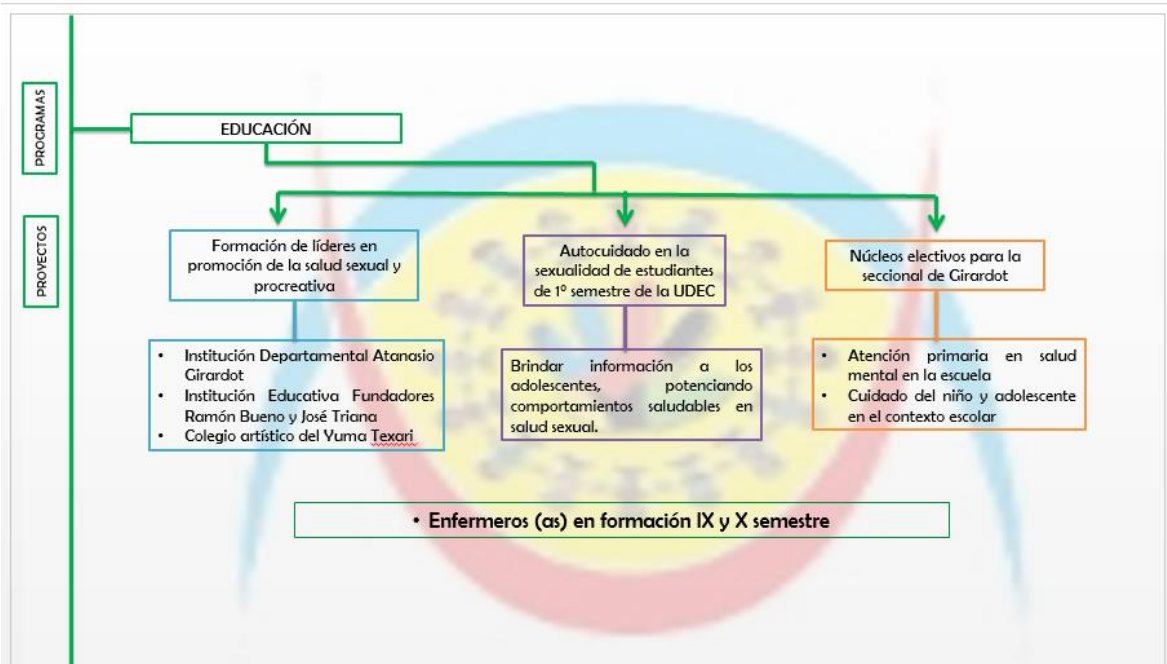 PROGRAMAS
EDUCACIÓN
PROYECTOS
Formación de líderes en
promoción de la salud sexual y
procreativa
Autocuidado en la
sexualidad de estudiantes
de 1º semestre de la UDEC
Núcleos electivos para la
seccional de Girardot
• Institución Departamental Atanasio
Girardot
• Institución Educativa Fundadores
Ramón Bueno y José Triana
• Colegio artístico del Yuma Texari
Brindar información a los
adolescentes, potenciando
comportamientos saludables en
salud sexual.
• Atención primaria en salud
mental en la escuela
• Cuidado del niño y adolescente
en el contexto escolar
• Enfermeros (as) en formación IX y X semestre